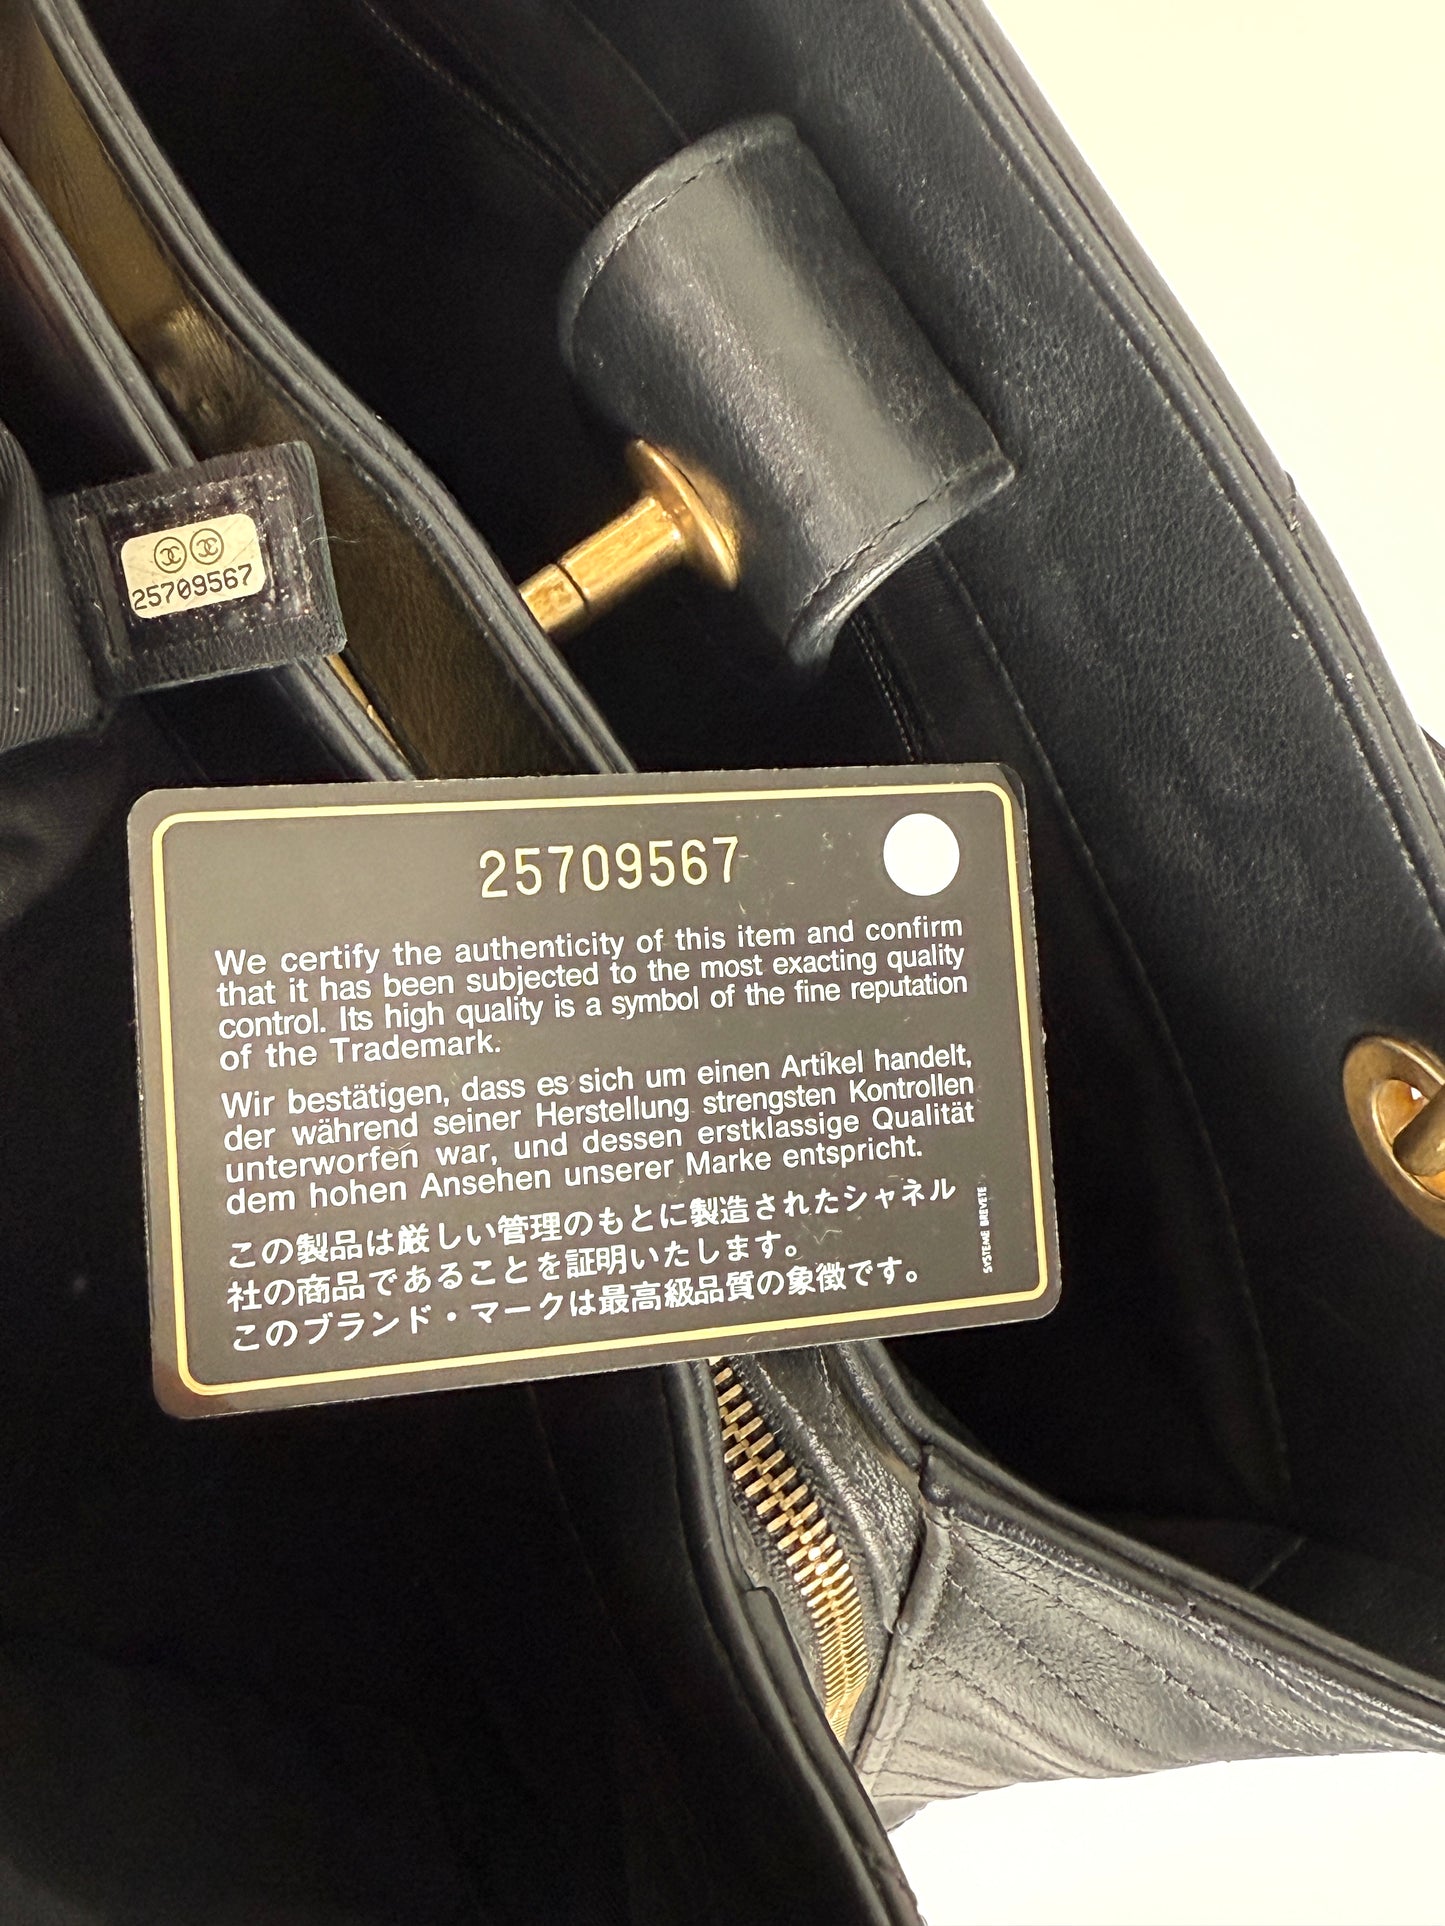 25709567
25709567
We certify the authenticity of this item and confirm
that it has been subjected to the most exacting quality
control. Its high quality is a symbol of the fine reputation
of the Trademark.
Wir bestätigen, dass es sich um einen Artikel handelt,
der während seiner Herstellung strengsten Kontrollen
unterworfen war, und dessen erstklassige Qualität
dem hohen Ansehen unserer Marke entspricht.
この製品は厳しい管理のもとに製造されたシャネル
社の商品であることを証明いたします。
このブランド・マークは最高級品質の象徴です。
SYSTEME BREVETE